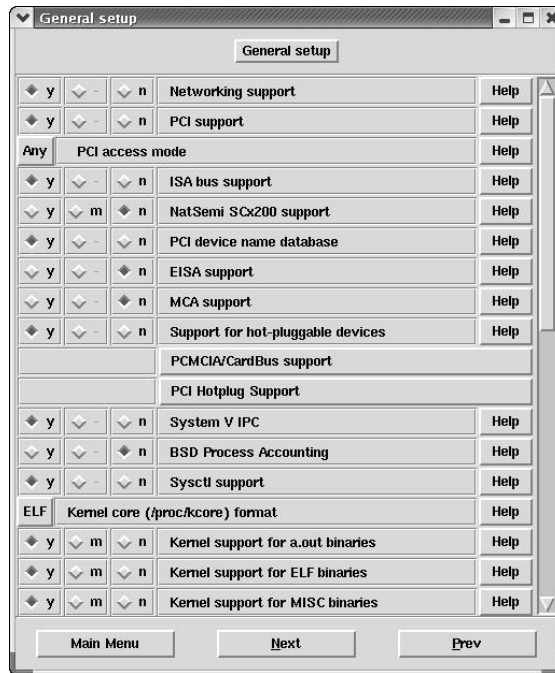 General setup
General setup
y - n Networking support Help
y - n PCI support Help
Any PCI access mode Help
y - n ISA bus support Help
y m n NatSemi SCx200 support Help
y - n PCI device name database Help
y - n EISA support Help
y - n MCA support Help
y - n Support for hot-pluggable devices Help
PCMCIA/CardBus support
PCI Hotplug Support
y - n System V IPC Help
y - n BSD Process Accounting Help
y - n Sysctl support Help
ELF Kernel core (/proc/kcore) format Help
y m n Kernel support for a.out binaries Help
y m n Kernel support for ELF binaries Help
y m n Kernel support for MISC binaries Help
Main Menu Next Prev